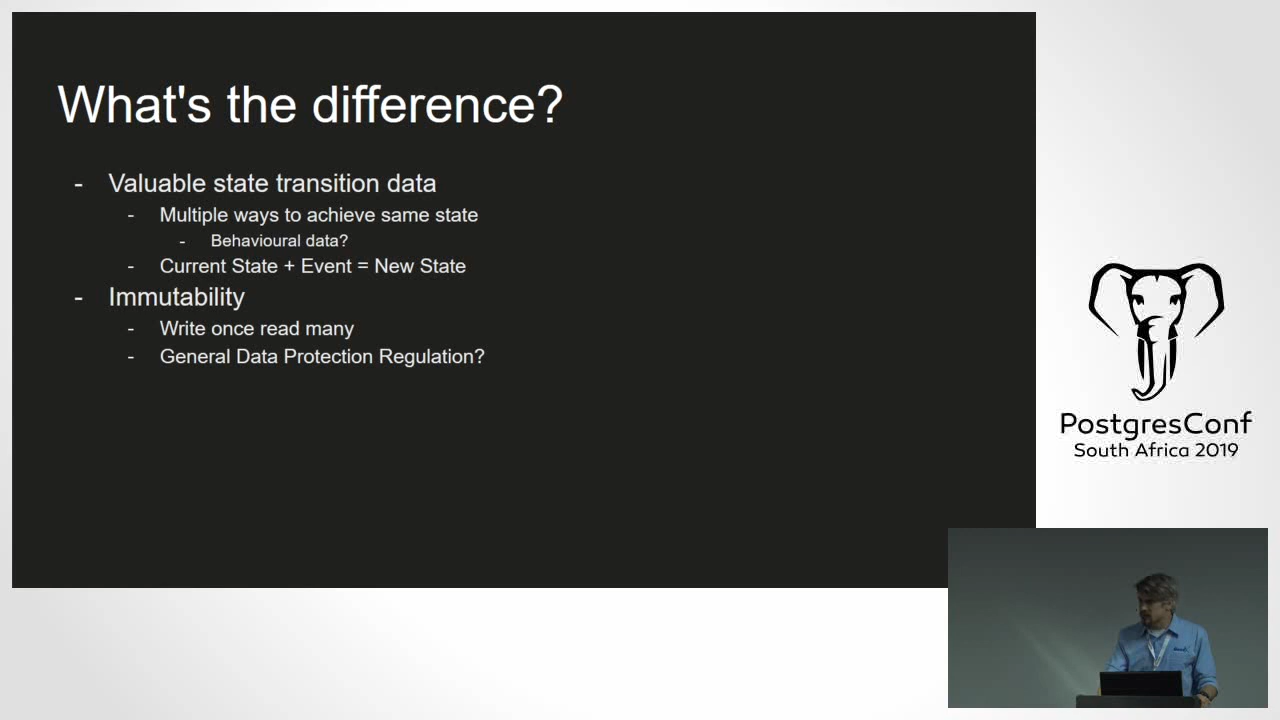 What's the difference?
- Valuable state transition data
- Multiple ways to achieve same state
- Behavioural data?
- Current State + Event = New State
- Immutability
- Write once read many
- General Data Protection Regulation?
PostgresConf
South Africa 2019